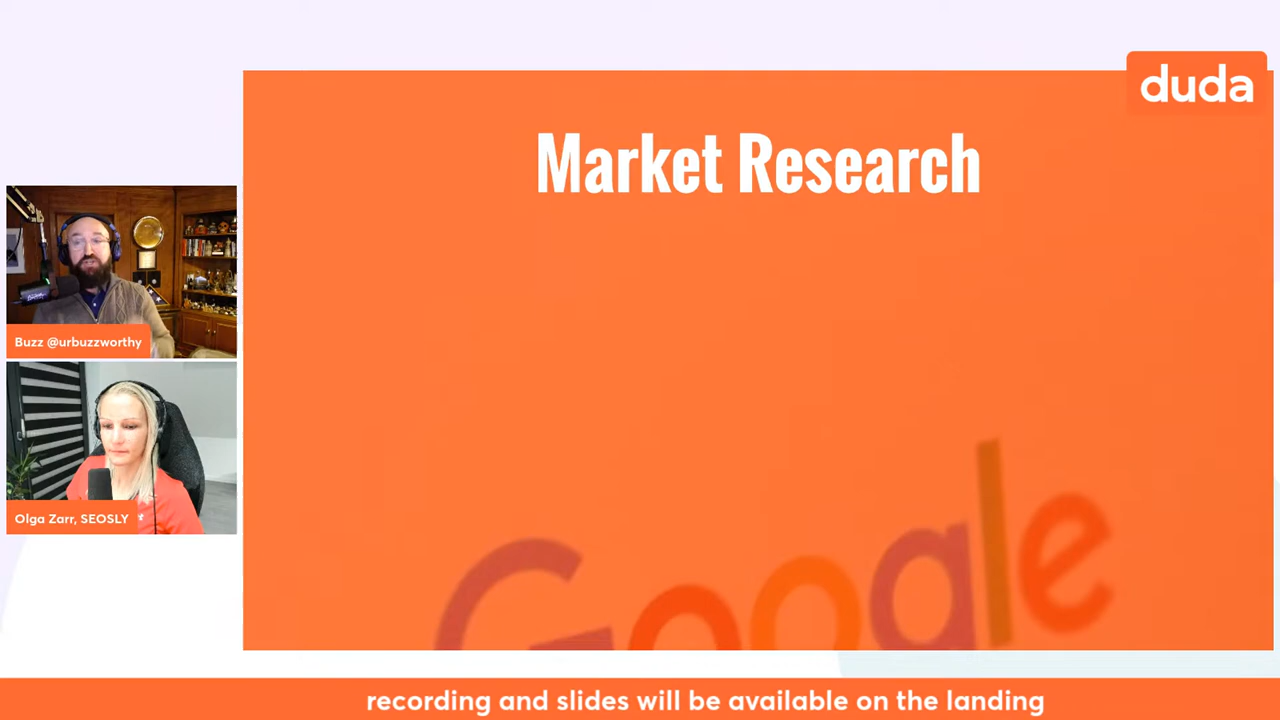 duda
Market Research
Buzz @urbuzzworthy
Olga Zarr, SEOSLY
Google
recording and slides will be available on the landing